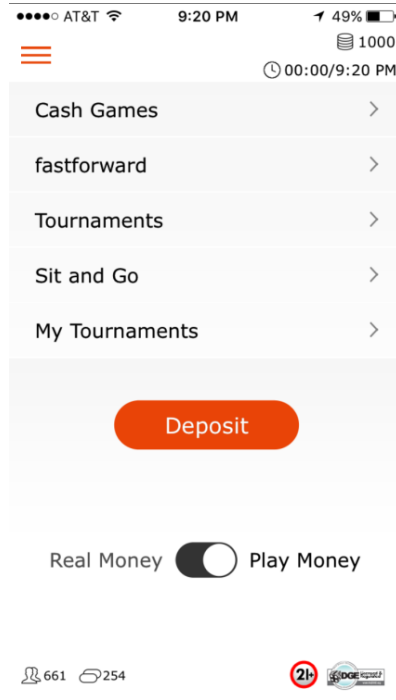 AT&T 9:20 PM 49%
1000
00:00/9:20 PM
Cash Games
fastforward
Tournaments
Sit and Go
My Tournaments
Deposit
Real Money Play Money
661 254 21+ DGE